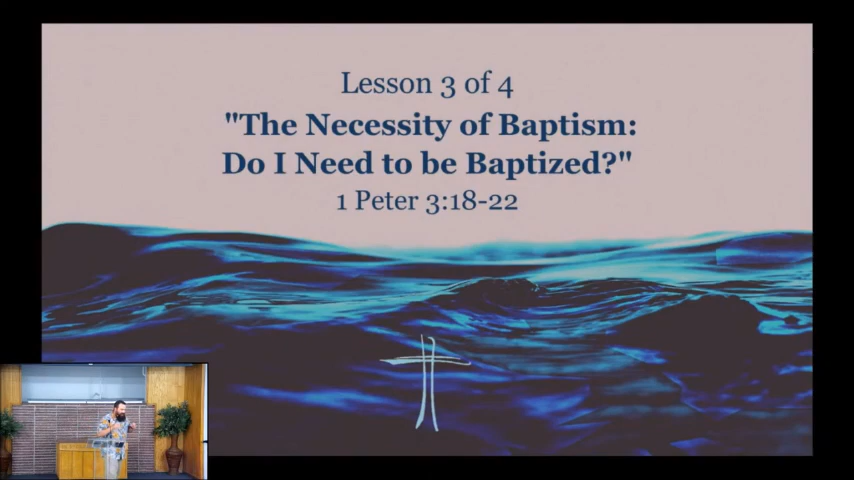 Lesson 3 of 4
"The Necessity of Baptism:
Do I Need to be Baptized?"
1 Peter 3:18-22